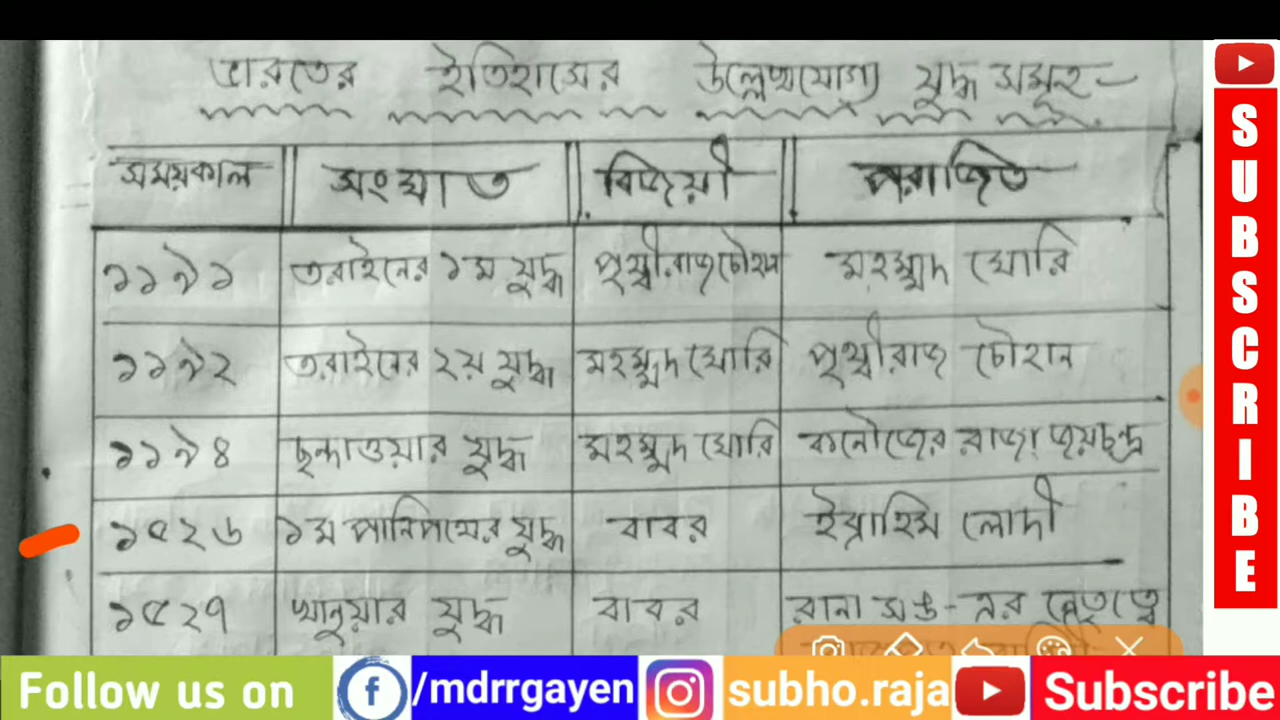 ভারতের ইতিহাসের উল্লেখযোগ্য যুদ্ধ সমূহ-
সময়কাল সংঘাত বিজয়ী পরাজিত
১১৯১ তরাইনের ১ম যুদ্ধ পৃথ্বীরাজ চৌহান মহম্মদ ঘোরি
১১৯২ তরাইনের ২য় যুদ্ধ মহম্মদ ঘোরি পৃথ্বীরাজ চৌহান
১১৯৪ ছন্দাওয়ার যুদ্ধ মহম্মদ ঘোরি কনৌজের রাজা জয়চন্দ্র
১৫২৬ ১ম পানিপথের যুদ্ধ বাবর ইব্রাহিম লোদী
১৫২৭ খানুয়ার যুদ্ধ বাবর রানা সঙ্গ-এর নেতৃত্বে
SUBSCRIBE
Follow us on f /mdrrgayen subho.raja Subscribe